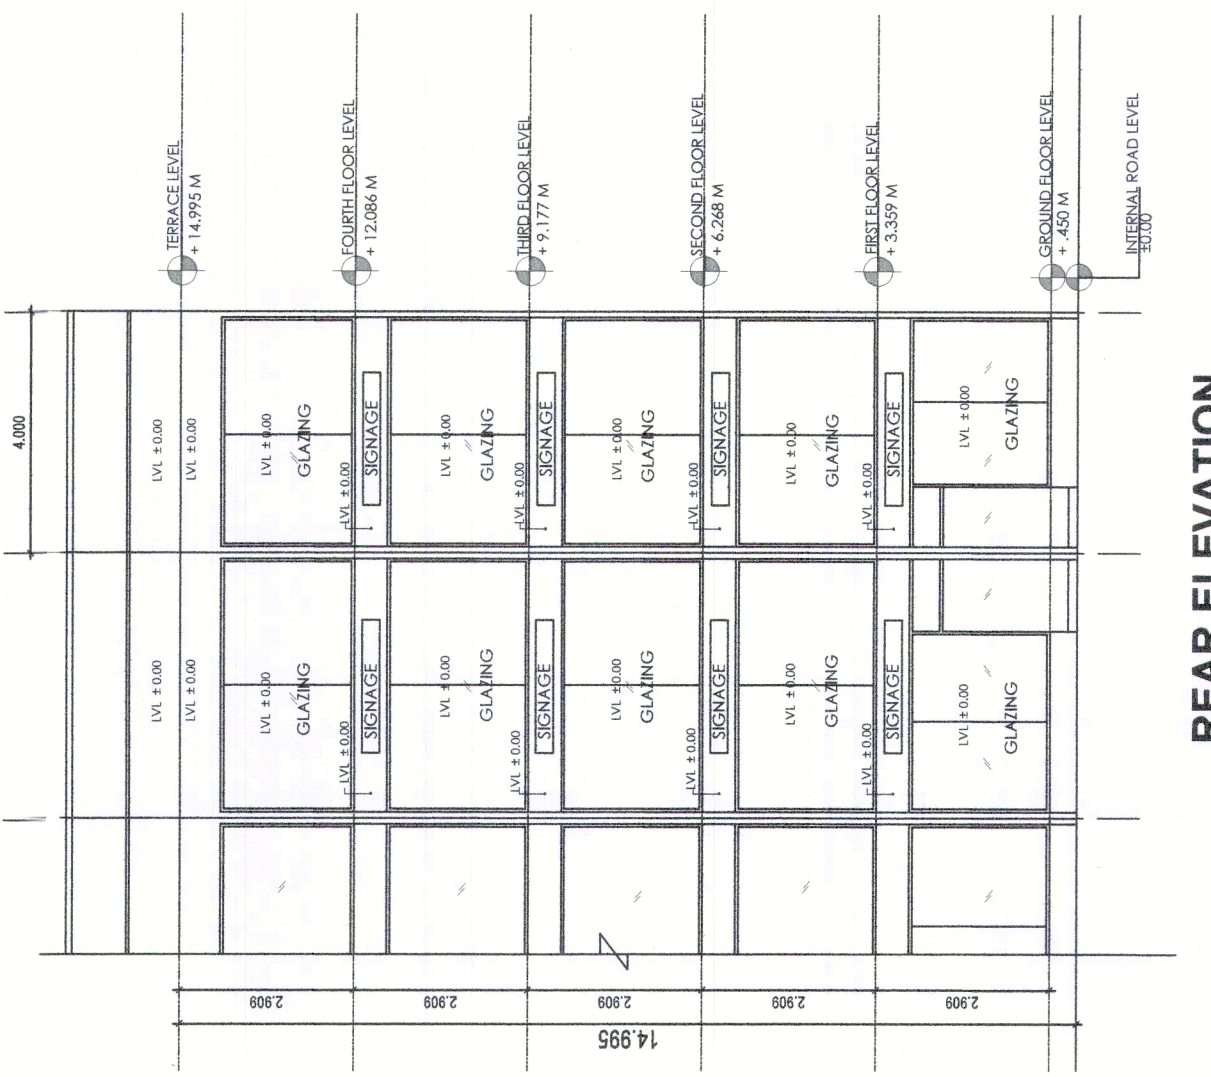 4.000
LVL ±0.00
LVL ±0.00
TERRACE LEVEL
+ 14.995 M
LVL ±0.00
LVL ±0.00
2.909
LVL ±0.00
LVL ±0.00
GLAZING
GLAZING
LVL ±0.00
LVL ±0.00
FOURTH FLOOR LEVEL
+ 12.086 M
SIGNAGE
SIGNAGE
2.909
LVL ±0.00
LVL ±0.00
GLAZING
GLAZING
LVL ±0.00
LVL ±0.00
THIRD FLOOR LEVEL
+ 9.177 M
SIGNAGE
SIGNAGE
14.995
2.909
LVL ±0.00
LVL ±0.00
GLAZING
GLAZING
LVL ±0.00
LVL ±0.00
SECOND FLOOR LEVEL
+ 6.268 M
SIGNAGE
SIGNAGE
2.909
LVL ±0.00
LVL ±0.00
GLAZING
GLAZING
LVL ±0.00
LVL ±0.00
FIRST FLOOR LEVEL
+ 3.359 M
SIGNAGE
SIGNAGE
2.909
LVL ±0.00
LVL ±0.00
GLAZING
GLAZING
GROUND FLOOR LEVEL
+ .450 M
INTERNAL ROAD LEVEL
±0.00
REAR ELEVATION